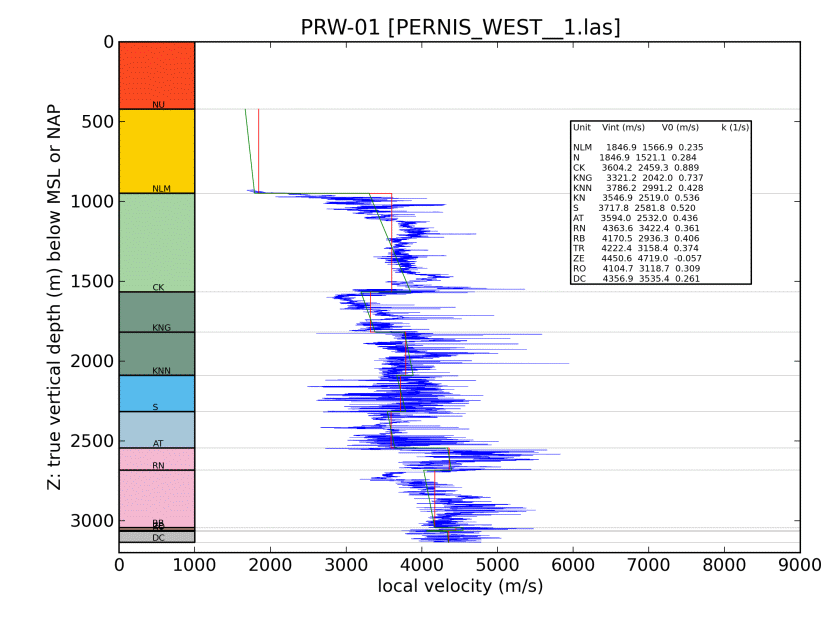 PRW-01 [PERNIS_WEST__1.las]
Z: true vertical depth (m) below MSL or NAP
0
500
1000
1500
2000
2500
3000
NU
NLM
CK
KNG
KNN
S
AT
RN
RB
DC
Unit Vint (m/s) V0 (m/s) k (1/s)
NLM 1846.9 1566.9 0.235
N 1846.9 1521.1 0.284
CK 3604.2 2459.3 0.889
KNG 3321.2 2042.0 0.737
KNN 3786.2 2991.2 0.428
KN 3546.9 2519.0 0.536
S 3717.8 2581.8 0.520
AT 3594.0 2532.0 0.436
RN 4363.6 3422.4 0.361
RB 4170.5 2936.3 0.406
TR 4222.4 3158.4 0.374
ZE 4450.6 4719.0 -0.057
RO 4104.7 3118.7 0.309
DC 4356.9 3535.4 0.261
0 1000 2000 3000 4000 5000 6000 7000 8000 9000
local velocity (m/s)